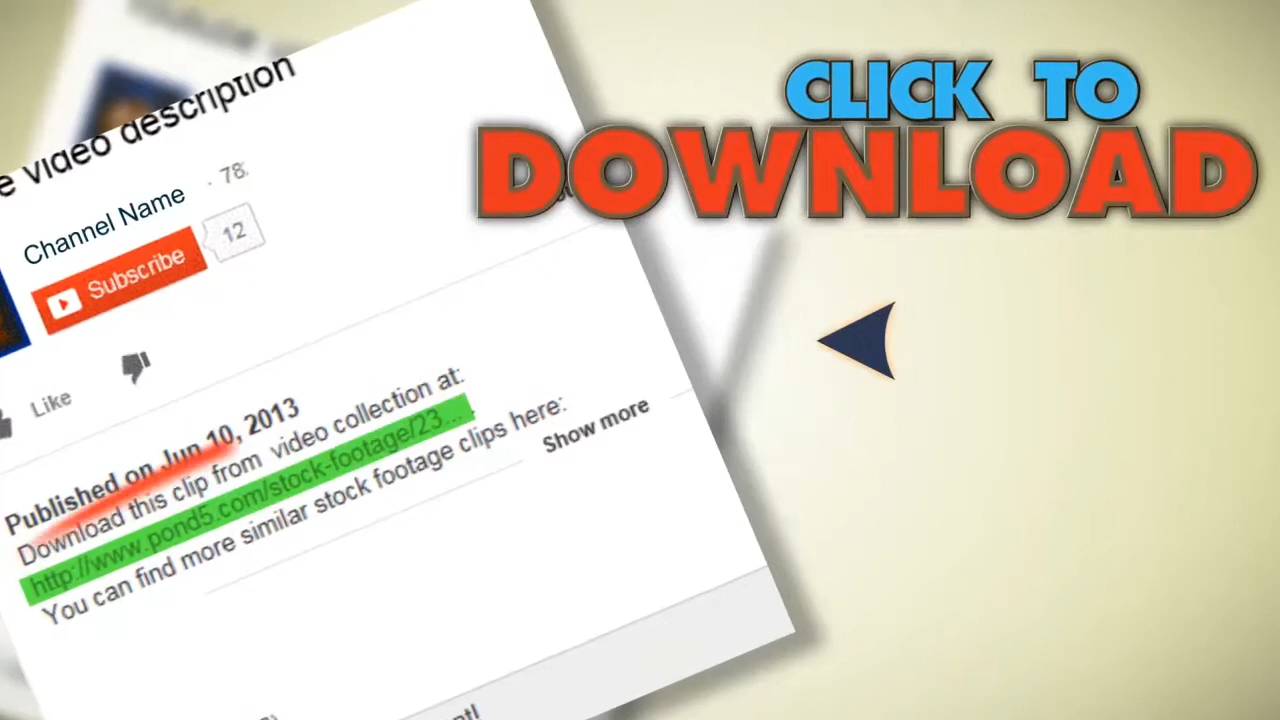 CLICK TO
DOWNLOAD
e video description
Channel Name
· 78
Subscribe
12
Like
Published on Jun 10, 2013
Download this clip from video collection at:
http://www.pond5.com/stock-footage/23...
You can find more similar stock footage clips here:
Show more